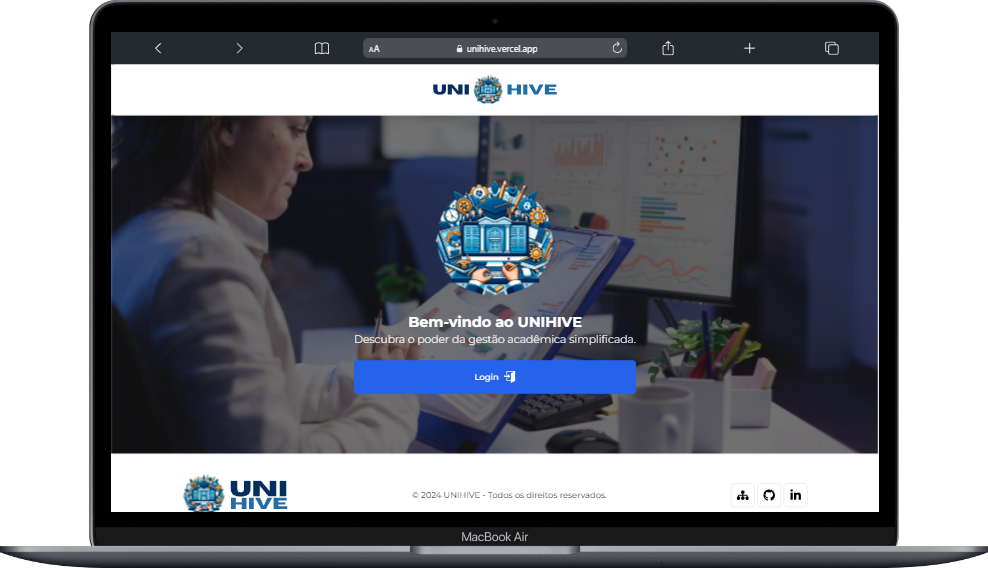 AA unihive.vercel.app
UNI HIVE
Bem-vindo ao UNIHIVE
Descubra o poder da gestão acadêmica simplificada.
Login
UNI
HIVE
© 2024 UNIHIVE - Todos os direitos reservados.
in
MacBook Air